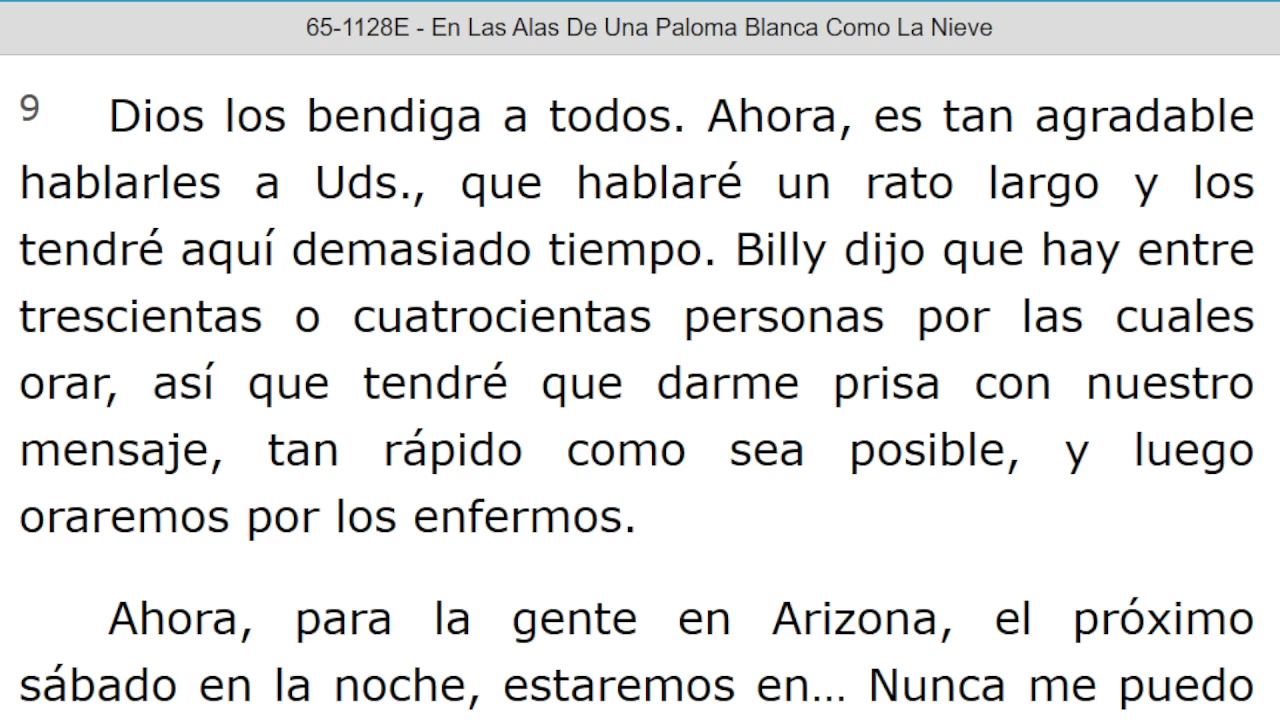 65-1128E - En Las Alas De Una Paloma Blanca Como La Nieve
9 Dios los bendiga a todos. Ahora, es tan agradable
hablarles a Uds., que hablaré un rato largo y los
tendré aquí demasiado tiempo. Billy dijo que hay entre
trescientas o cuatrocientas personas por las cuales
orar, así que tendré que darme prisa con nuestro
mensaje, tan rápido como sea posible, y luego
oraremos por los enfermos.
Ahora, para la gente en Arizona, el próximo
sábado en la noche, estaremos en... Nunca me puedo